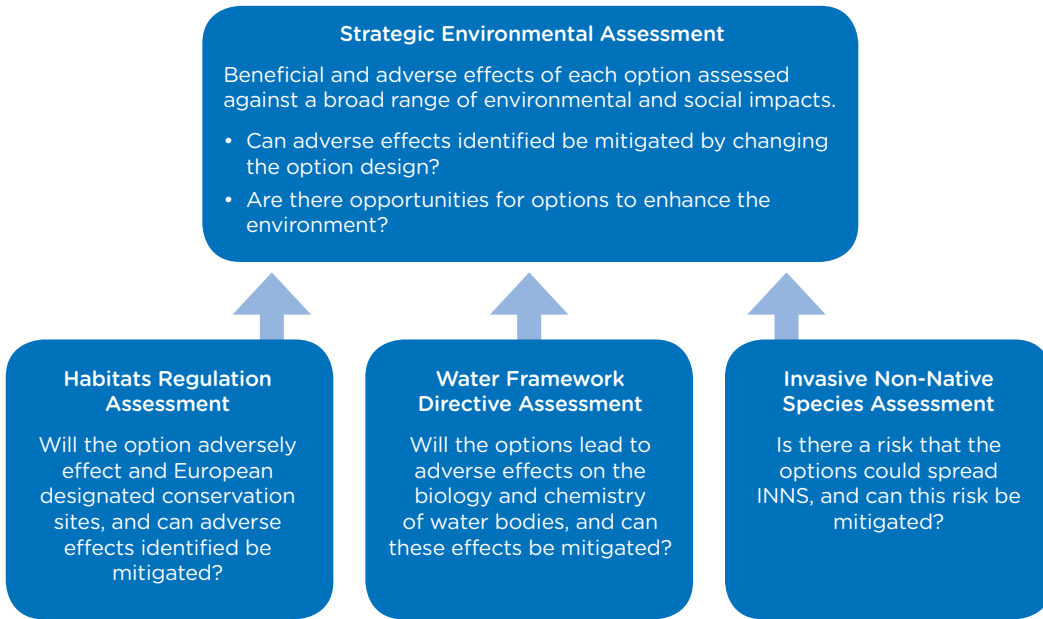 Strategic Environmental Assessment
Beneficial and adverse effects of each option assessed
against a broad range of environmental and social impacts.
• Can adverse effects identified be mitigated by changing
the option design?
• Are there opportunities for options to enhance the
environment?
Habitats Regulation
Assessment
Will the option adversely
effect and European
designated conservation
sites, and can adverse
effects identified be
mitigated?
Water Framework
Directive Assessment
Will the options lead to
adverse effects on the
biology and chemistry
of water bodies, and can
these effects be mitigated?
Invasive Non-Native
Species Assessment
Is there a risk that the
options could spread
INNS, and can this risk be
mitigated?